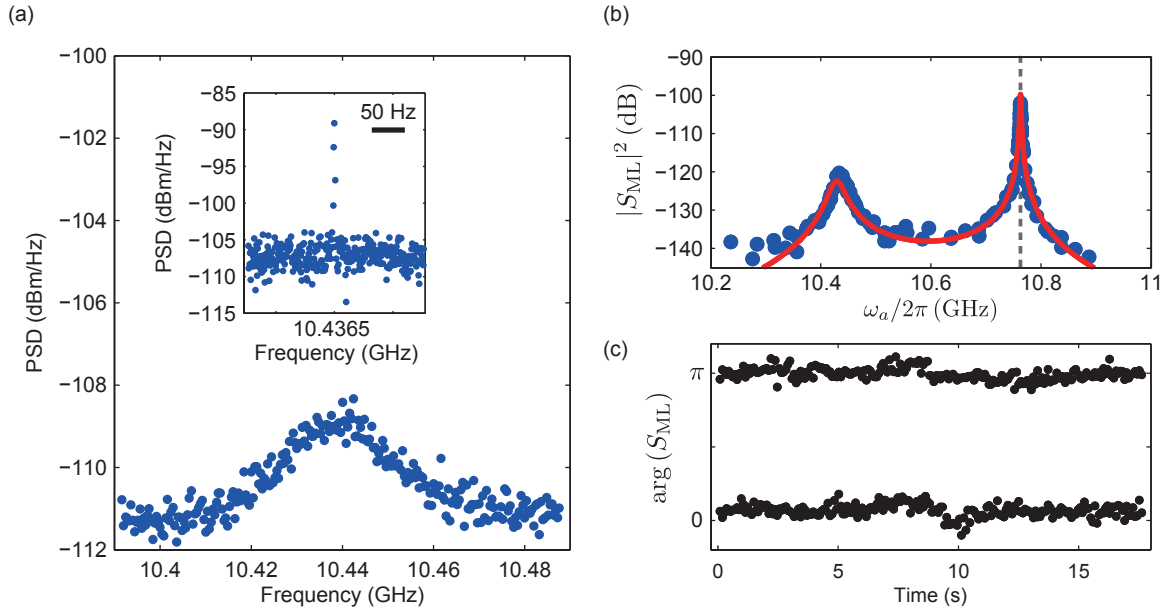 (a)
PSD (dBm/Hz)
−100
−102
−104
−106
−108
−110
−112
10.40
10.42
10.44
10.46
10.48
Frequency (GHz)
PSD (dBm/Hz)
−85
−90
−95
−100
−105
−110
−115
50 Hz
10.4365
Frequency (GHz)
(b)
|S_ML|² (dB)
−90
−100
−110
−120
−130
−140
10.2
10.4
10.6
10.8
11
ω_a/2π (GHz)
(c)
arg (S_ML)
π
0
0
5
10
15
Time (s)